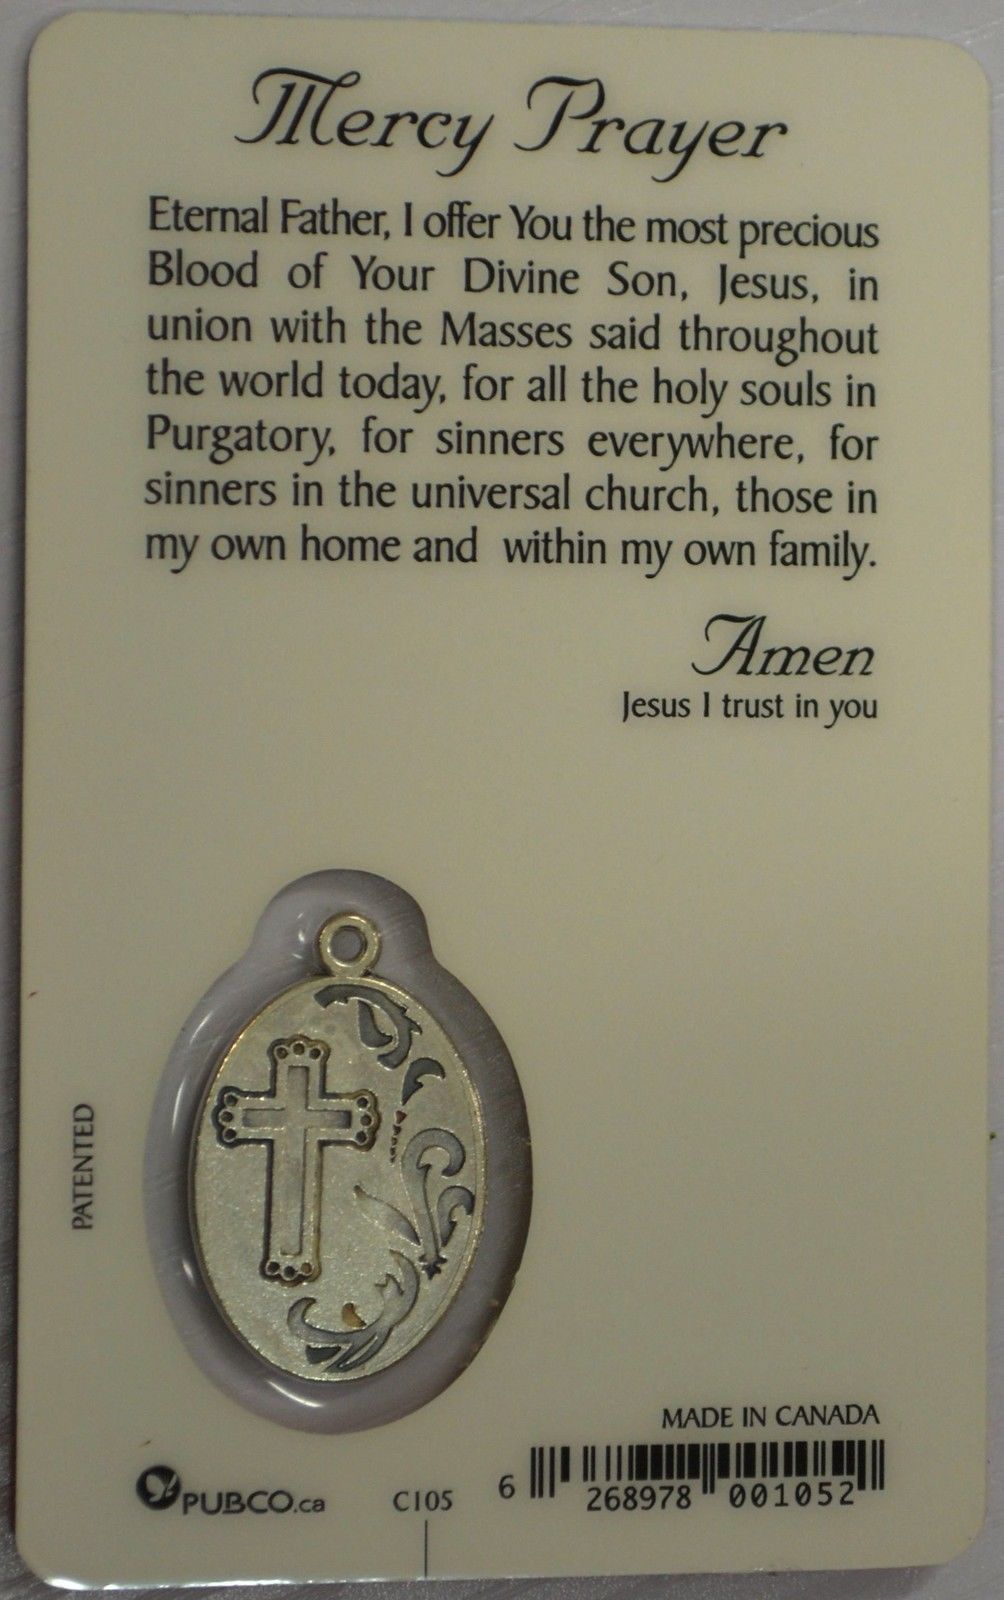 Mercy Prayer
Eternal Father, I offer You the most precious
Blood of Your Divine Son, Jesus, in
union with the Masses said throughout
the world today, for all the holy souls in
Purgatory, for sinners everywhere, for
sinners in the universal church, those in
my own home and within my own family.
Amen
Jesus I trust in you
PATENTED
MADE IN CANADA
PUBCO.ca
C105
6 268978 001052